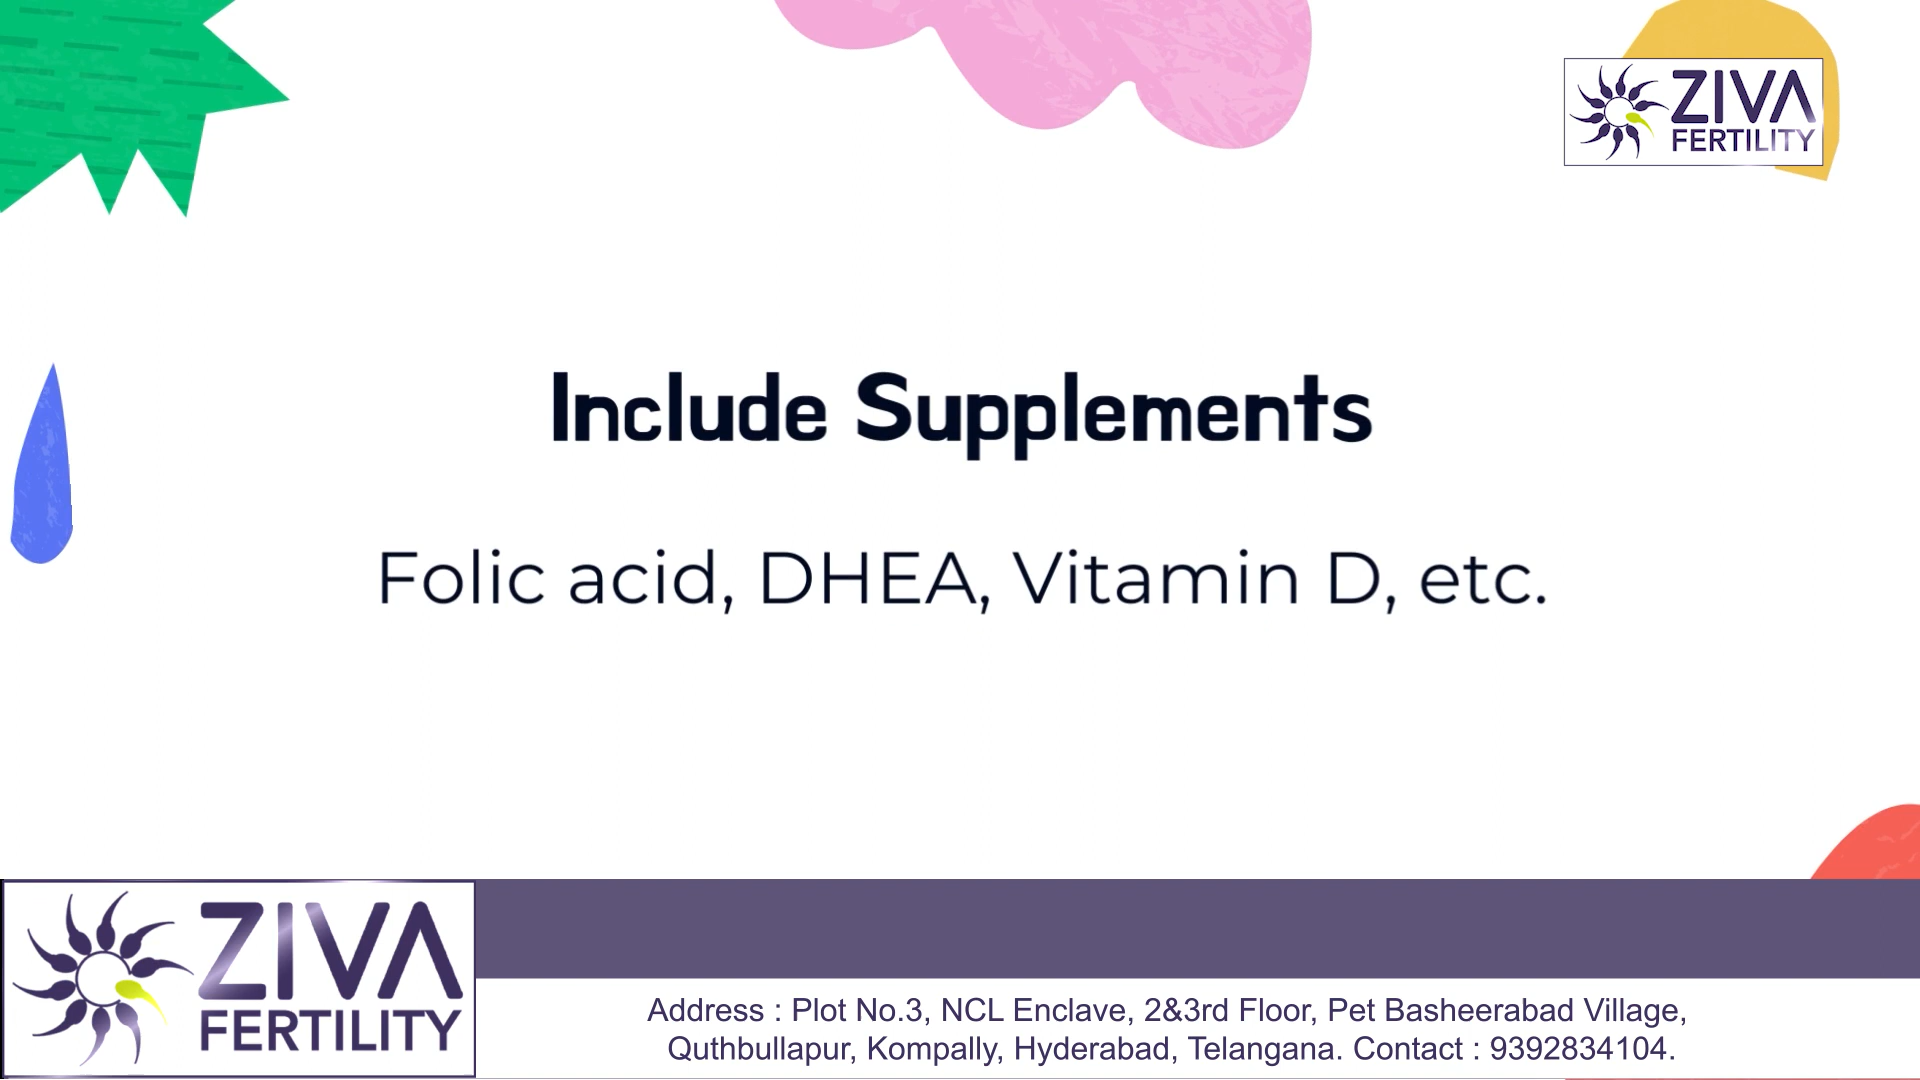 ZIVA
FERTILITY
Include Supplements
Folic acid, DHEA, Vitamin D, etc.
ZIVA
FERTILITY
Address : Plot No.3, NCL Enclave, 2&3rd Floor, Pet Basheerabad Village,
Quthbullapur, Kompally, Hyderabad, Telangana. Contact : 9392834104.